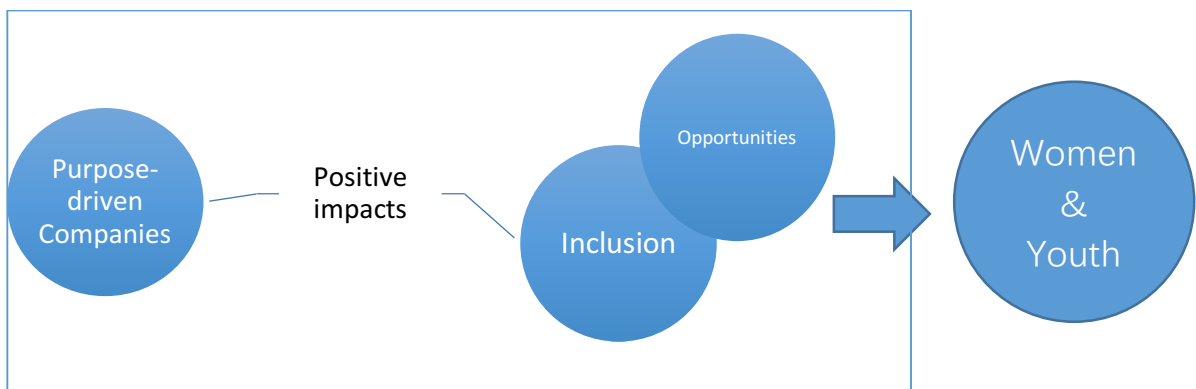 Purpose-
driven
Companies
Positive
impacts
Inclusion
Opportunities
Women
&
Youth